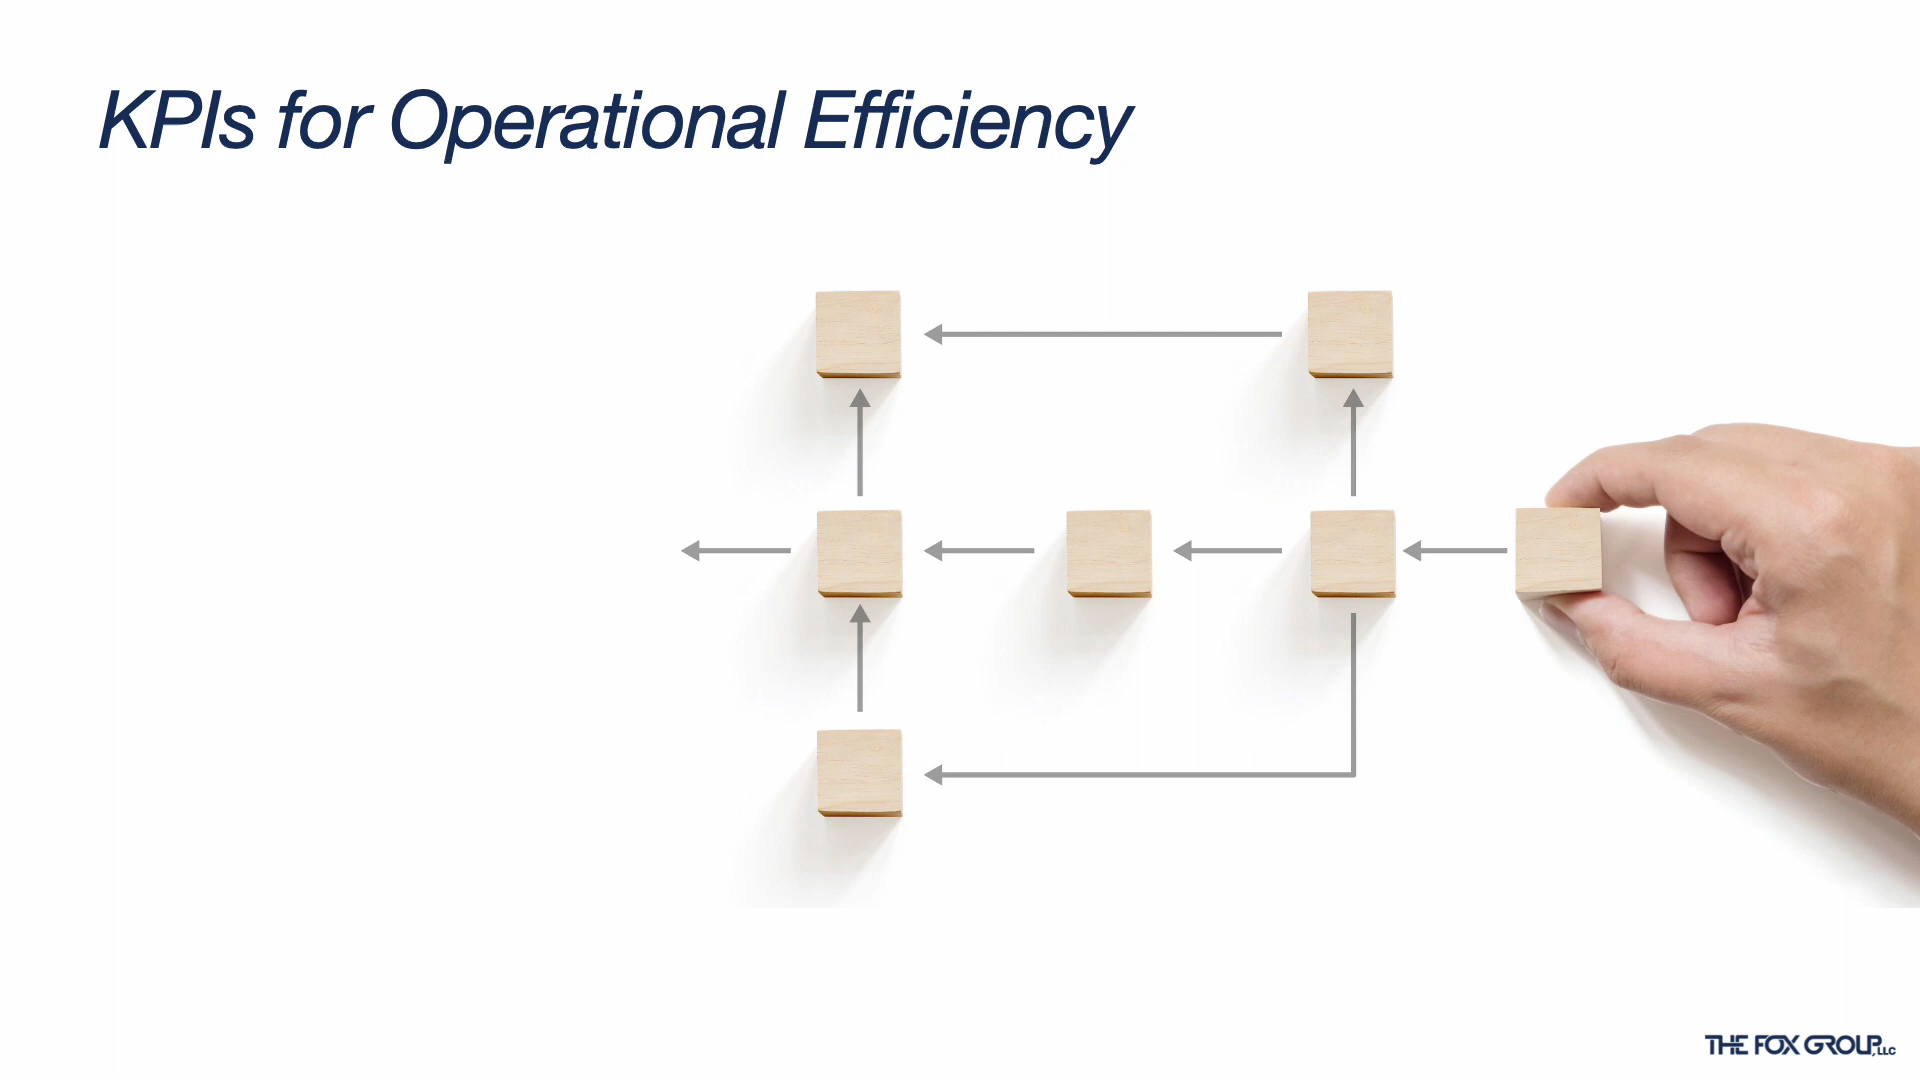 KPIs for Operational Efficiency
THE FOX GROUP, LLC